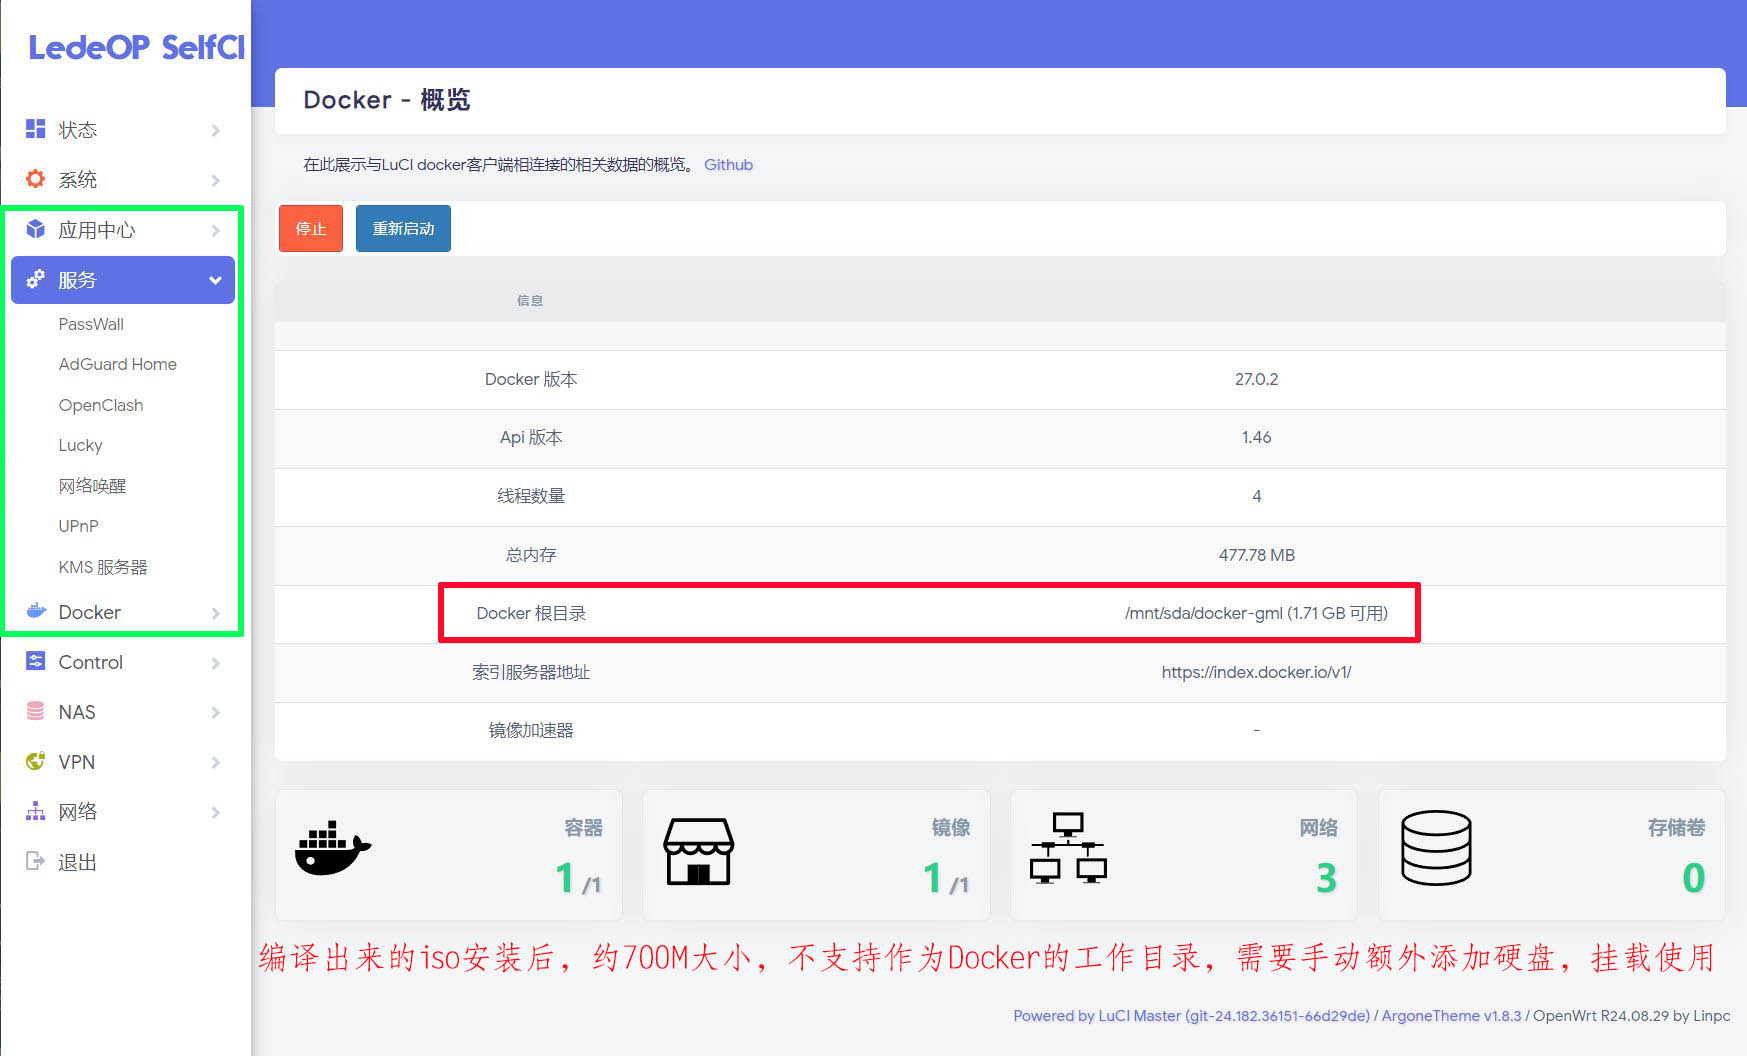 LedeOP SelfCl
状态
系统
应用中心
服务
PassWall
AdGuard Home
OpenClash
Lucky
网络唤醒
UPnP
KMS 服务器
Docker
Control
NAS
VPN
网络
退出
Docker - 概览
在此展示与LuCI docker客户端相连接的相关数据的概览。 Github
停止 重新启动
信息
Docker 版本 27.0.2
Api 版本 1.46
线程数量 4
总内存 477.78 MB
Docker 根目录 /mnt/sda/docker-gml (1.71 GB 可用)
索引服务器地址 https://index.docker.io/v1/
镜像加速器 -
容器
1 /1
镜像
1 /1
网络
3
存储卷
0
编译出来的iso安装后，约700M大小，不支持作为Docker的工作目录，需要手动额外添加硬盘，挂载使用
Powered by LuCI Master (git-24.182.36151-66d29de) / ArgoneTheme v1.8.3 / OpenWrt R24.08.29 by Linpc